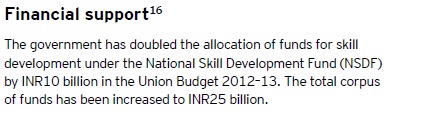 Financial support16
The government has doubled the allocation of funds for skill
development under the National Skill Development Fund (NSDF)
by INR10 billion in the Union Budget 2012-13. The total corpus
of funds has been increased to INR25 billion.